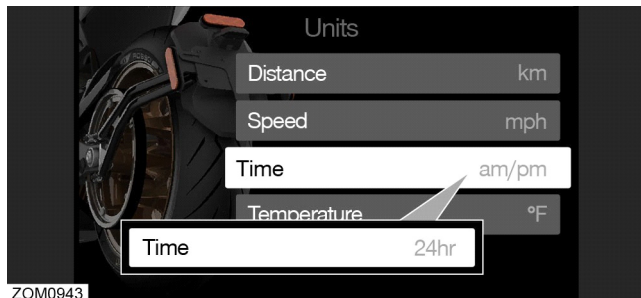 Units
Distance km
Speed mph
Time am/pm
Temperature °F
Time 24hr
ZOM0943